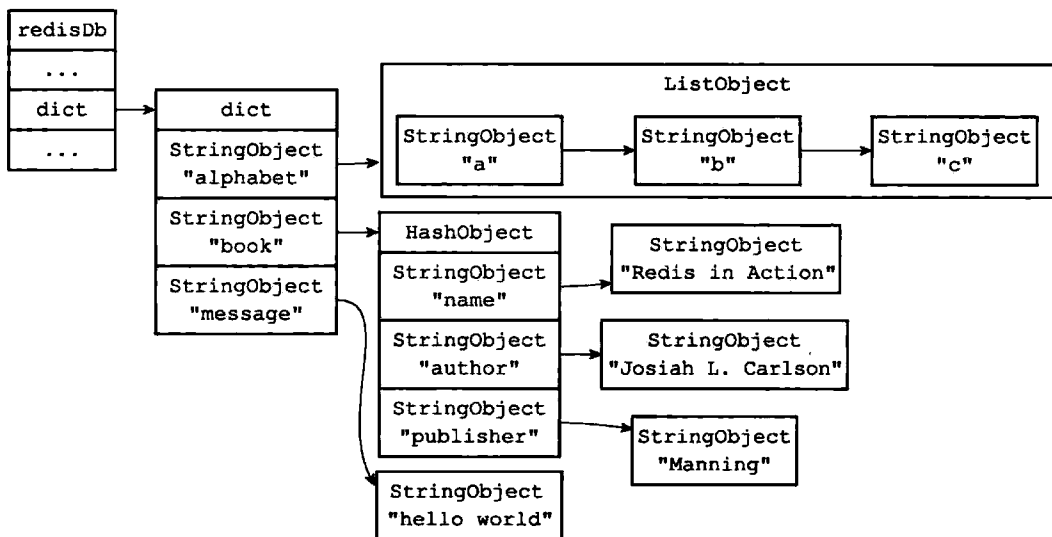 redisDb
...
dict
...
dict
StringObject
"alphabet"
StringObject
"book"
StringObject
"message"
ListObject
StringObject
"a"
StringObject
"b"
StringObject
"c"
HashObject
StringObject
"name"
StringObject
"author"
StringObject
"publisher"
StringObject
"Redis in Action"
StringObject
"Josiah L. Carlson"
StringObject
"Manning"
StringObject
"hello world"